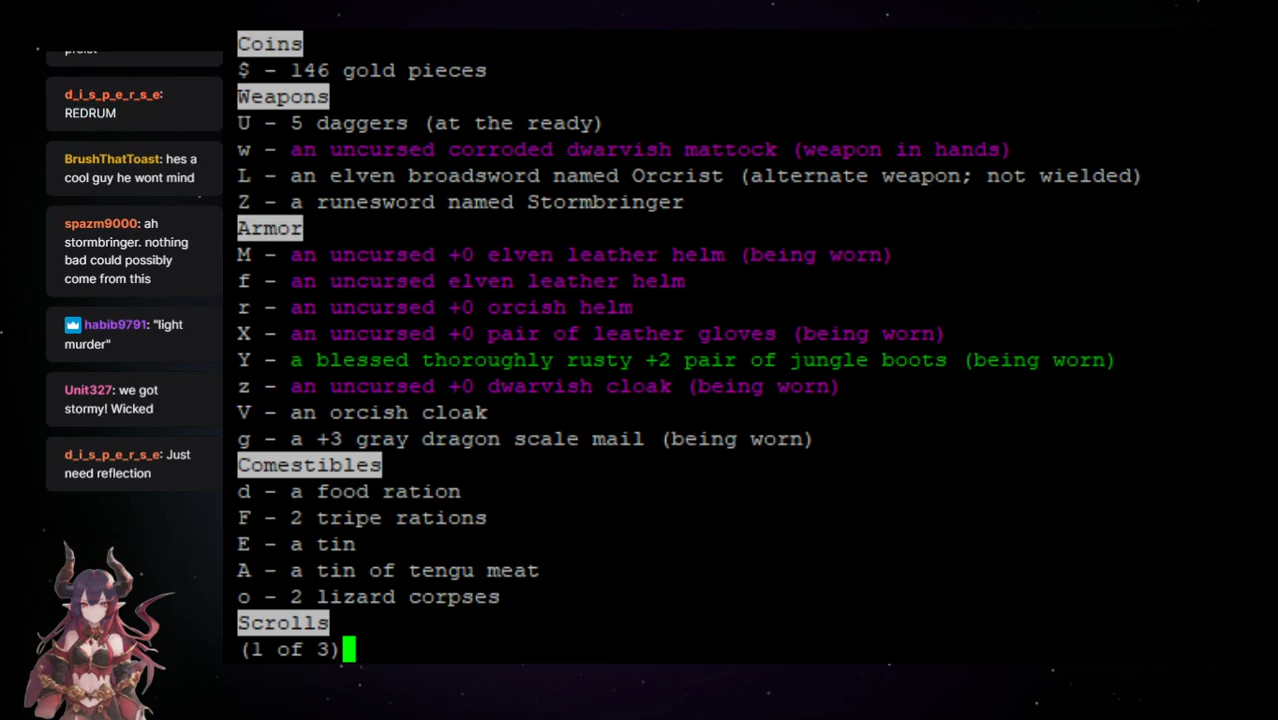 d_i_s_p_e_r_s_e:
REDRUM
BrushThatToast: hes a
cool guy he wont mind
spazm9000: ah
stormbringer. nothing
bad could possibly
come from this
habib9791: "light
murder"
Unit327: we got
stormy! Wicked
d_i_s_p_e_r_s_e: Just
need reflection
Coins
$ - 146 gold pieces
Weapons
U - 5 daggers (at the ready)
w - an uncursed corroded dwarvish mattock (weapon in hands)
L - an elven broadsword named Orcrist (alternate weapon; not wielded)
Z - a runesword named Stormbringer
Armor
M - an uncursed +0 elven leather helm (being worn)
f - an uncursed elven leather helm
r - an uncursed +0 orcish helm
X - an uncursed +0 pair of leather gloves (being worn)
Y - a blessed thoroughly rusty +2 pair of jungle boots (being worn)
z - an uncursed +0 dwarvish cloak (being worn)
V - an orcish cloak
g - a +3 gray dragon scale mail (being worn)
Comestibles
d - a food ration
F - 2 tripe rations
E - a tin
A - a tin of tengu meat
o - 2 lizard corpses
Scrolls
(1 of 3)